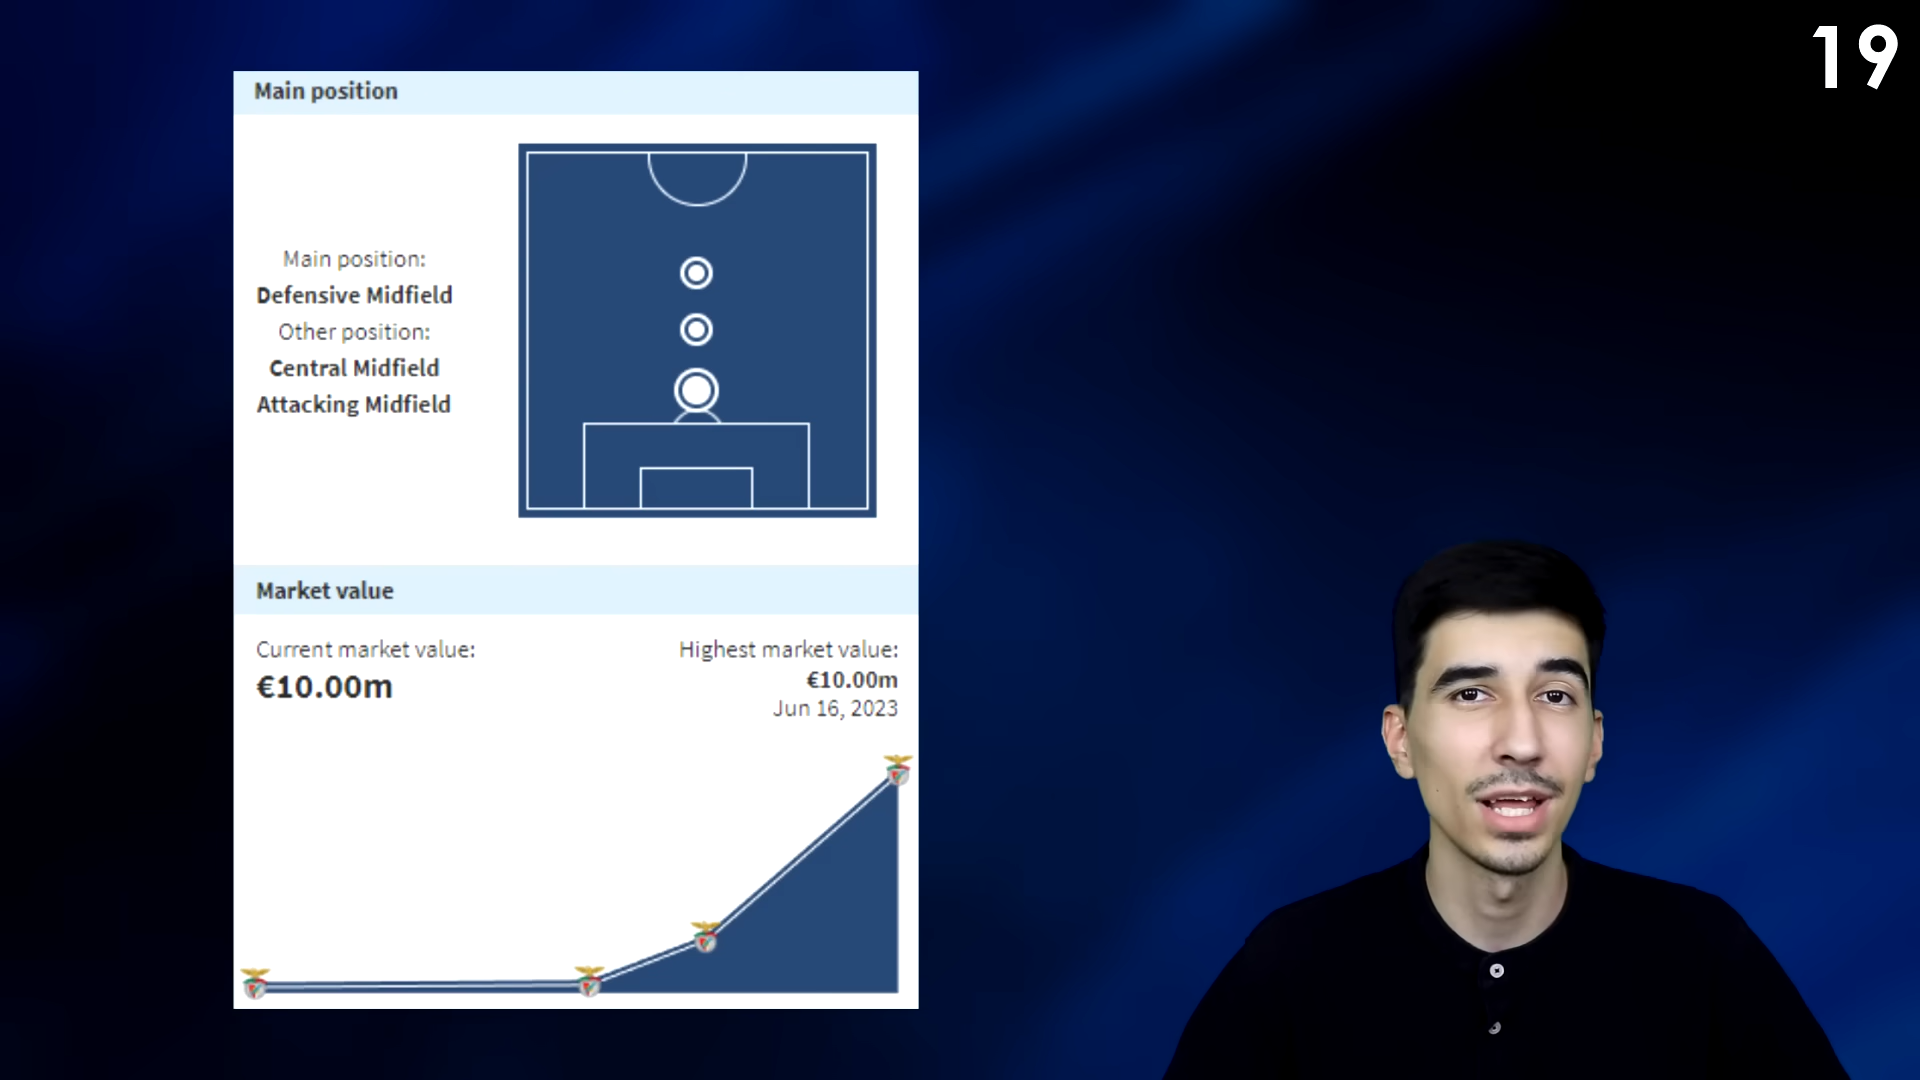 19
Main position
Main position:
Defensive Midfield
Other position:
Central Midfield
Attacking Midfield
Market value
Current market value:
€10.00m
Highest market value:
€10.00m
Jun 16, 2023